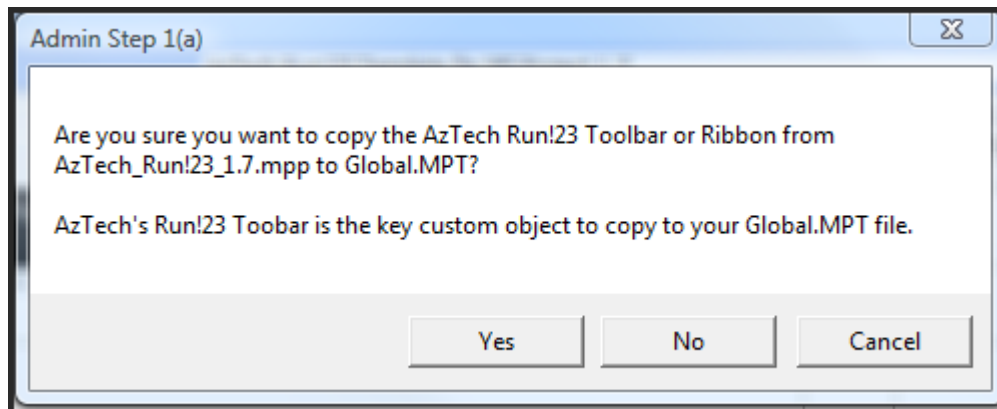 Admin Step 1(a)
Are you sure you want to copy the AzTech Run!23 Toolbar or Ribbon from
AzTech_Run!23_1.7.mpp to Global.MPT?
AzTech's Run!23 Toobar is the key custom object to copy to your Global.MPT file.
Yes
No
Cancel